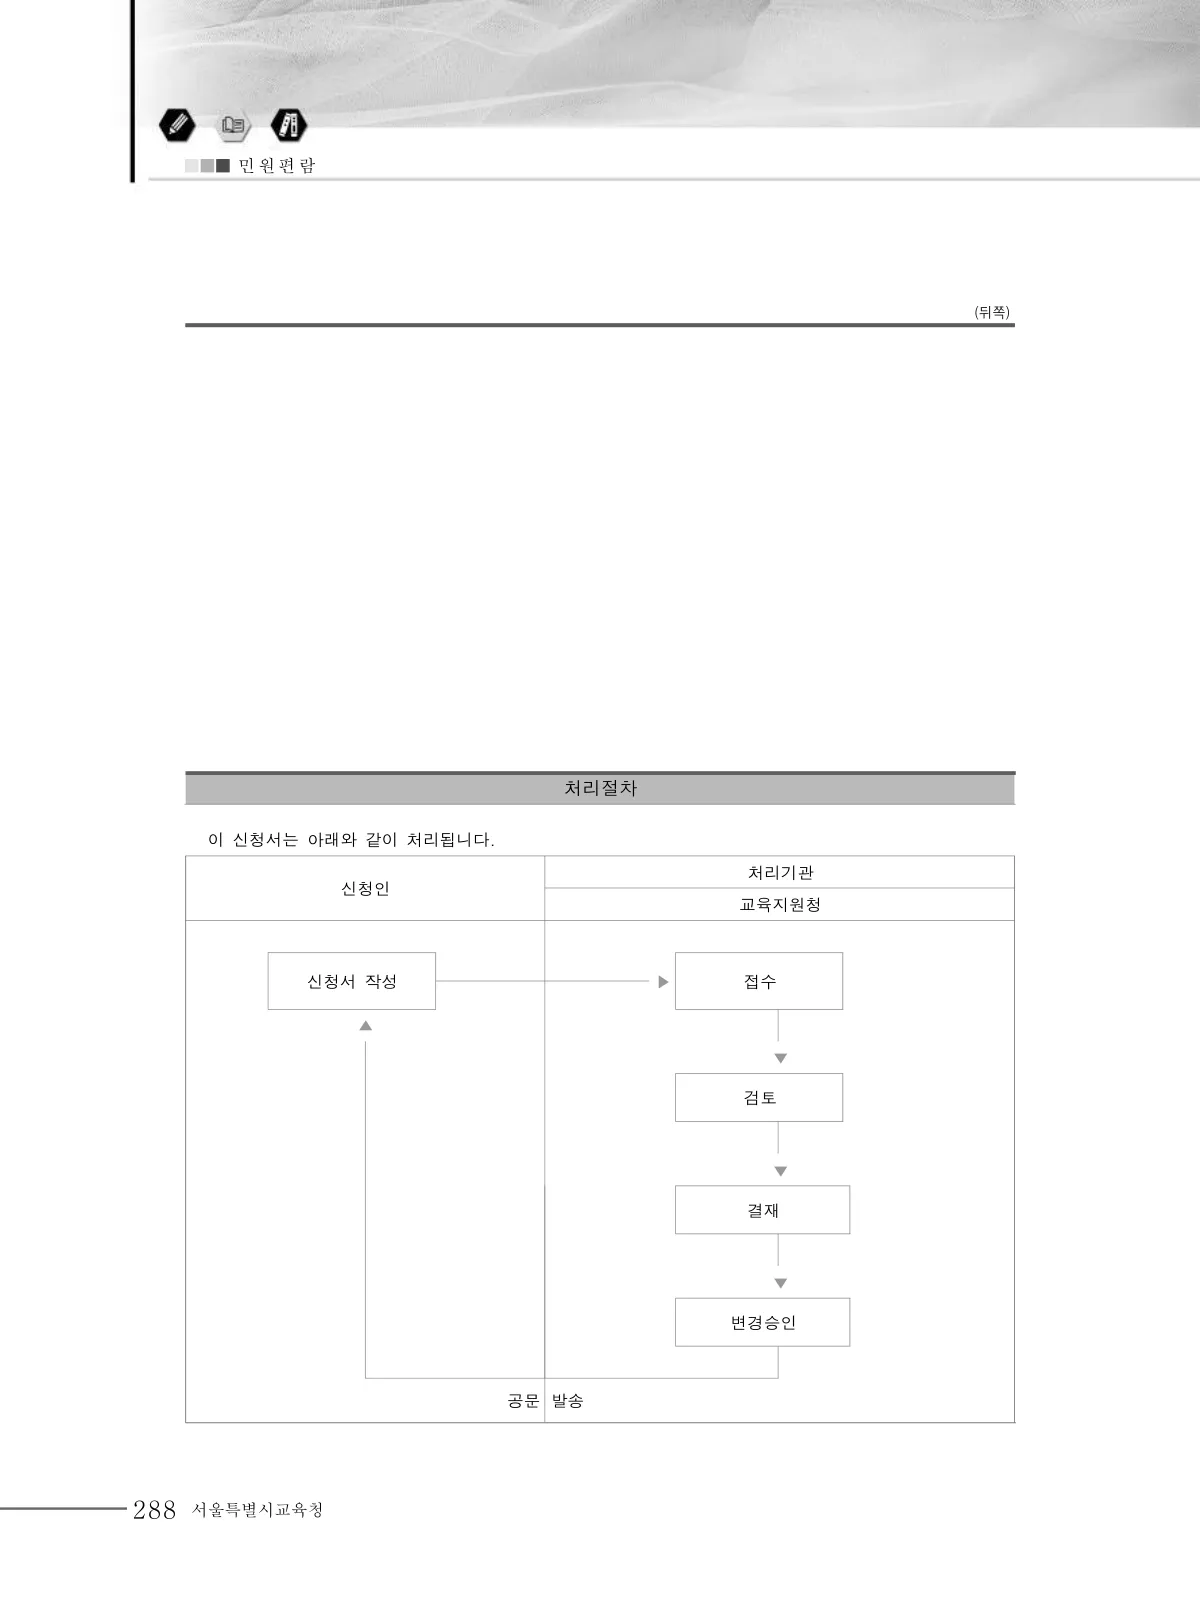 민원편람
(뒤쪽)
처리절차
이 신청서는 아래와 같이 처리됩니다.
신청인
처리기관
교육지원청
신청서 작성
접수
검토
결재
변경승인
공문 발송
288 서울특별시교육청